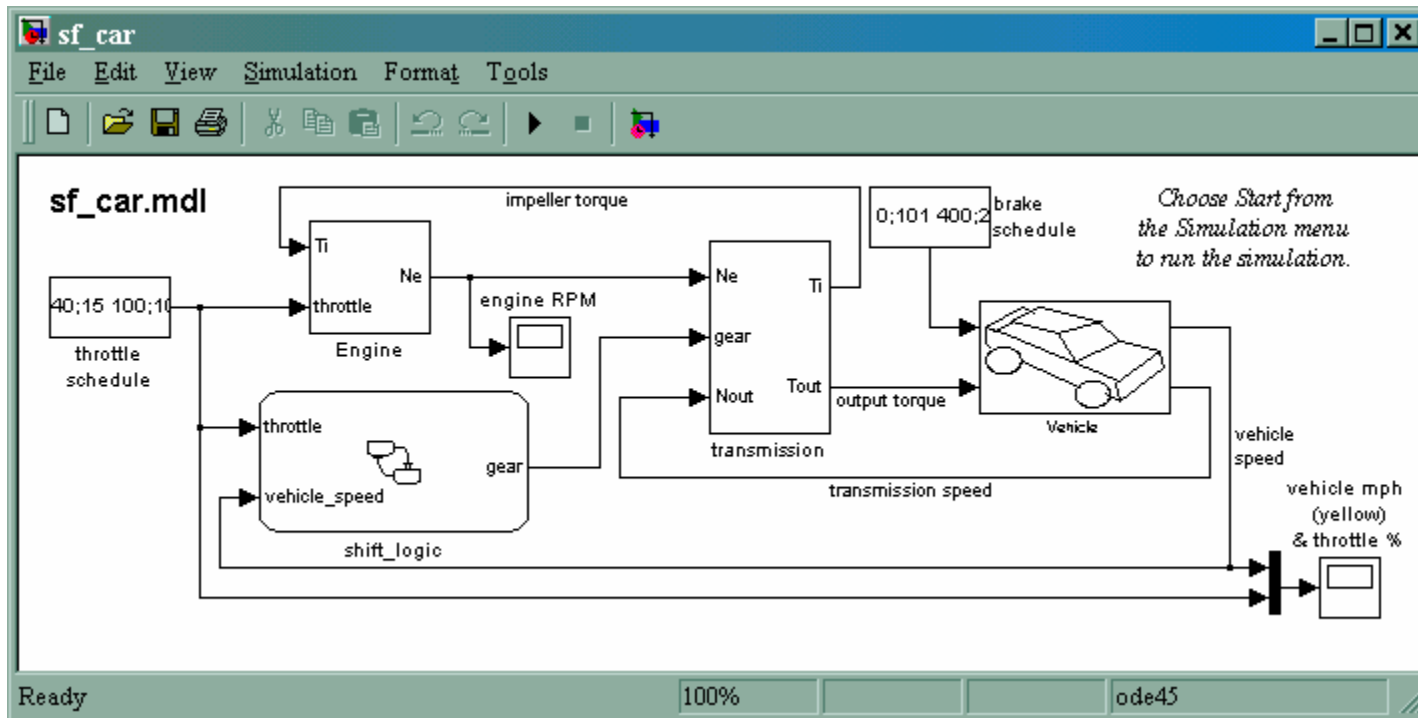 sf_car
File Edit View Simulation Format Tools
sf_car.mdl
impeller torque
0;101 400;2
brake
schedule
Choose Start from
the Simulation menu
to run the simulation.
Ti
Ne
throttle
Engine
40;15 100;10
throttle
schedule
engine RPM
Ne
Ti
gear
Nout
Tout
transmission
output torque
Vehicle
throttle
gear
vehicle_speed
shift_logic
transmission speed
vehicle
speed
vehicle mph
(yellow)
& throttle %
Ready 100% ode45